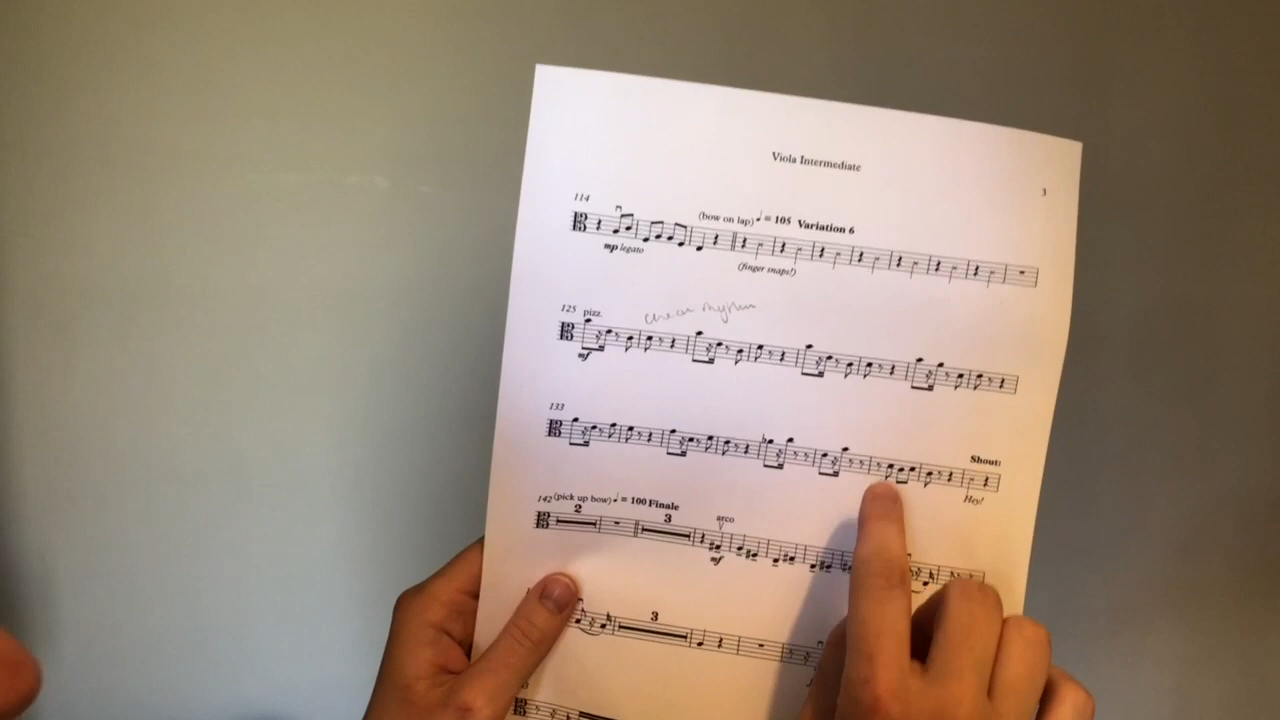 Viola Intermediate
3
114
(bow on lap) ♩ = 105 Variation 6
mp legato
(finger snaps!)
125 pizz.
rhythm
mf
133
Shout:
Hey!
142 (pick up bow) ♩ = 100 Finale
2
3
arco
mf
3